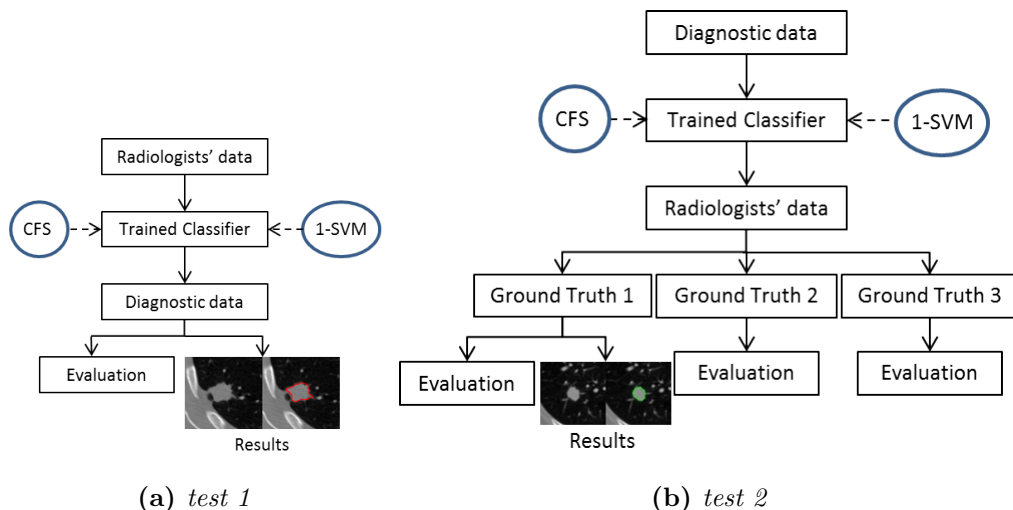 Radiologists' data
CFS
Trained Classifier
1-SVM
Diagnostic data
Evaluation
Results
(a) test 1
Diagnostic data
CFS
Trained Classifier
1-SVM
Radiologists' data
Ground Truth 1
Ground Truth 2
Ground Truth 3
Evaluation
Evaluation
Evaluation
Results
(b) test 2